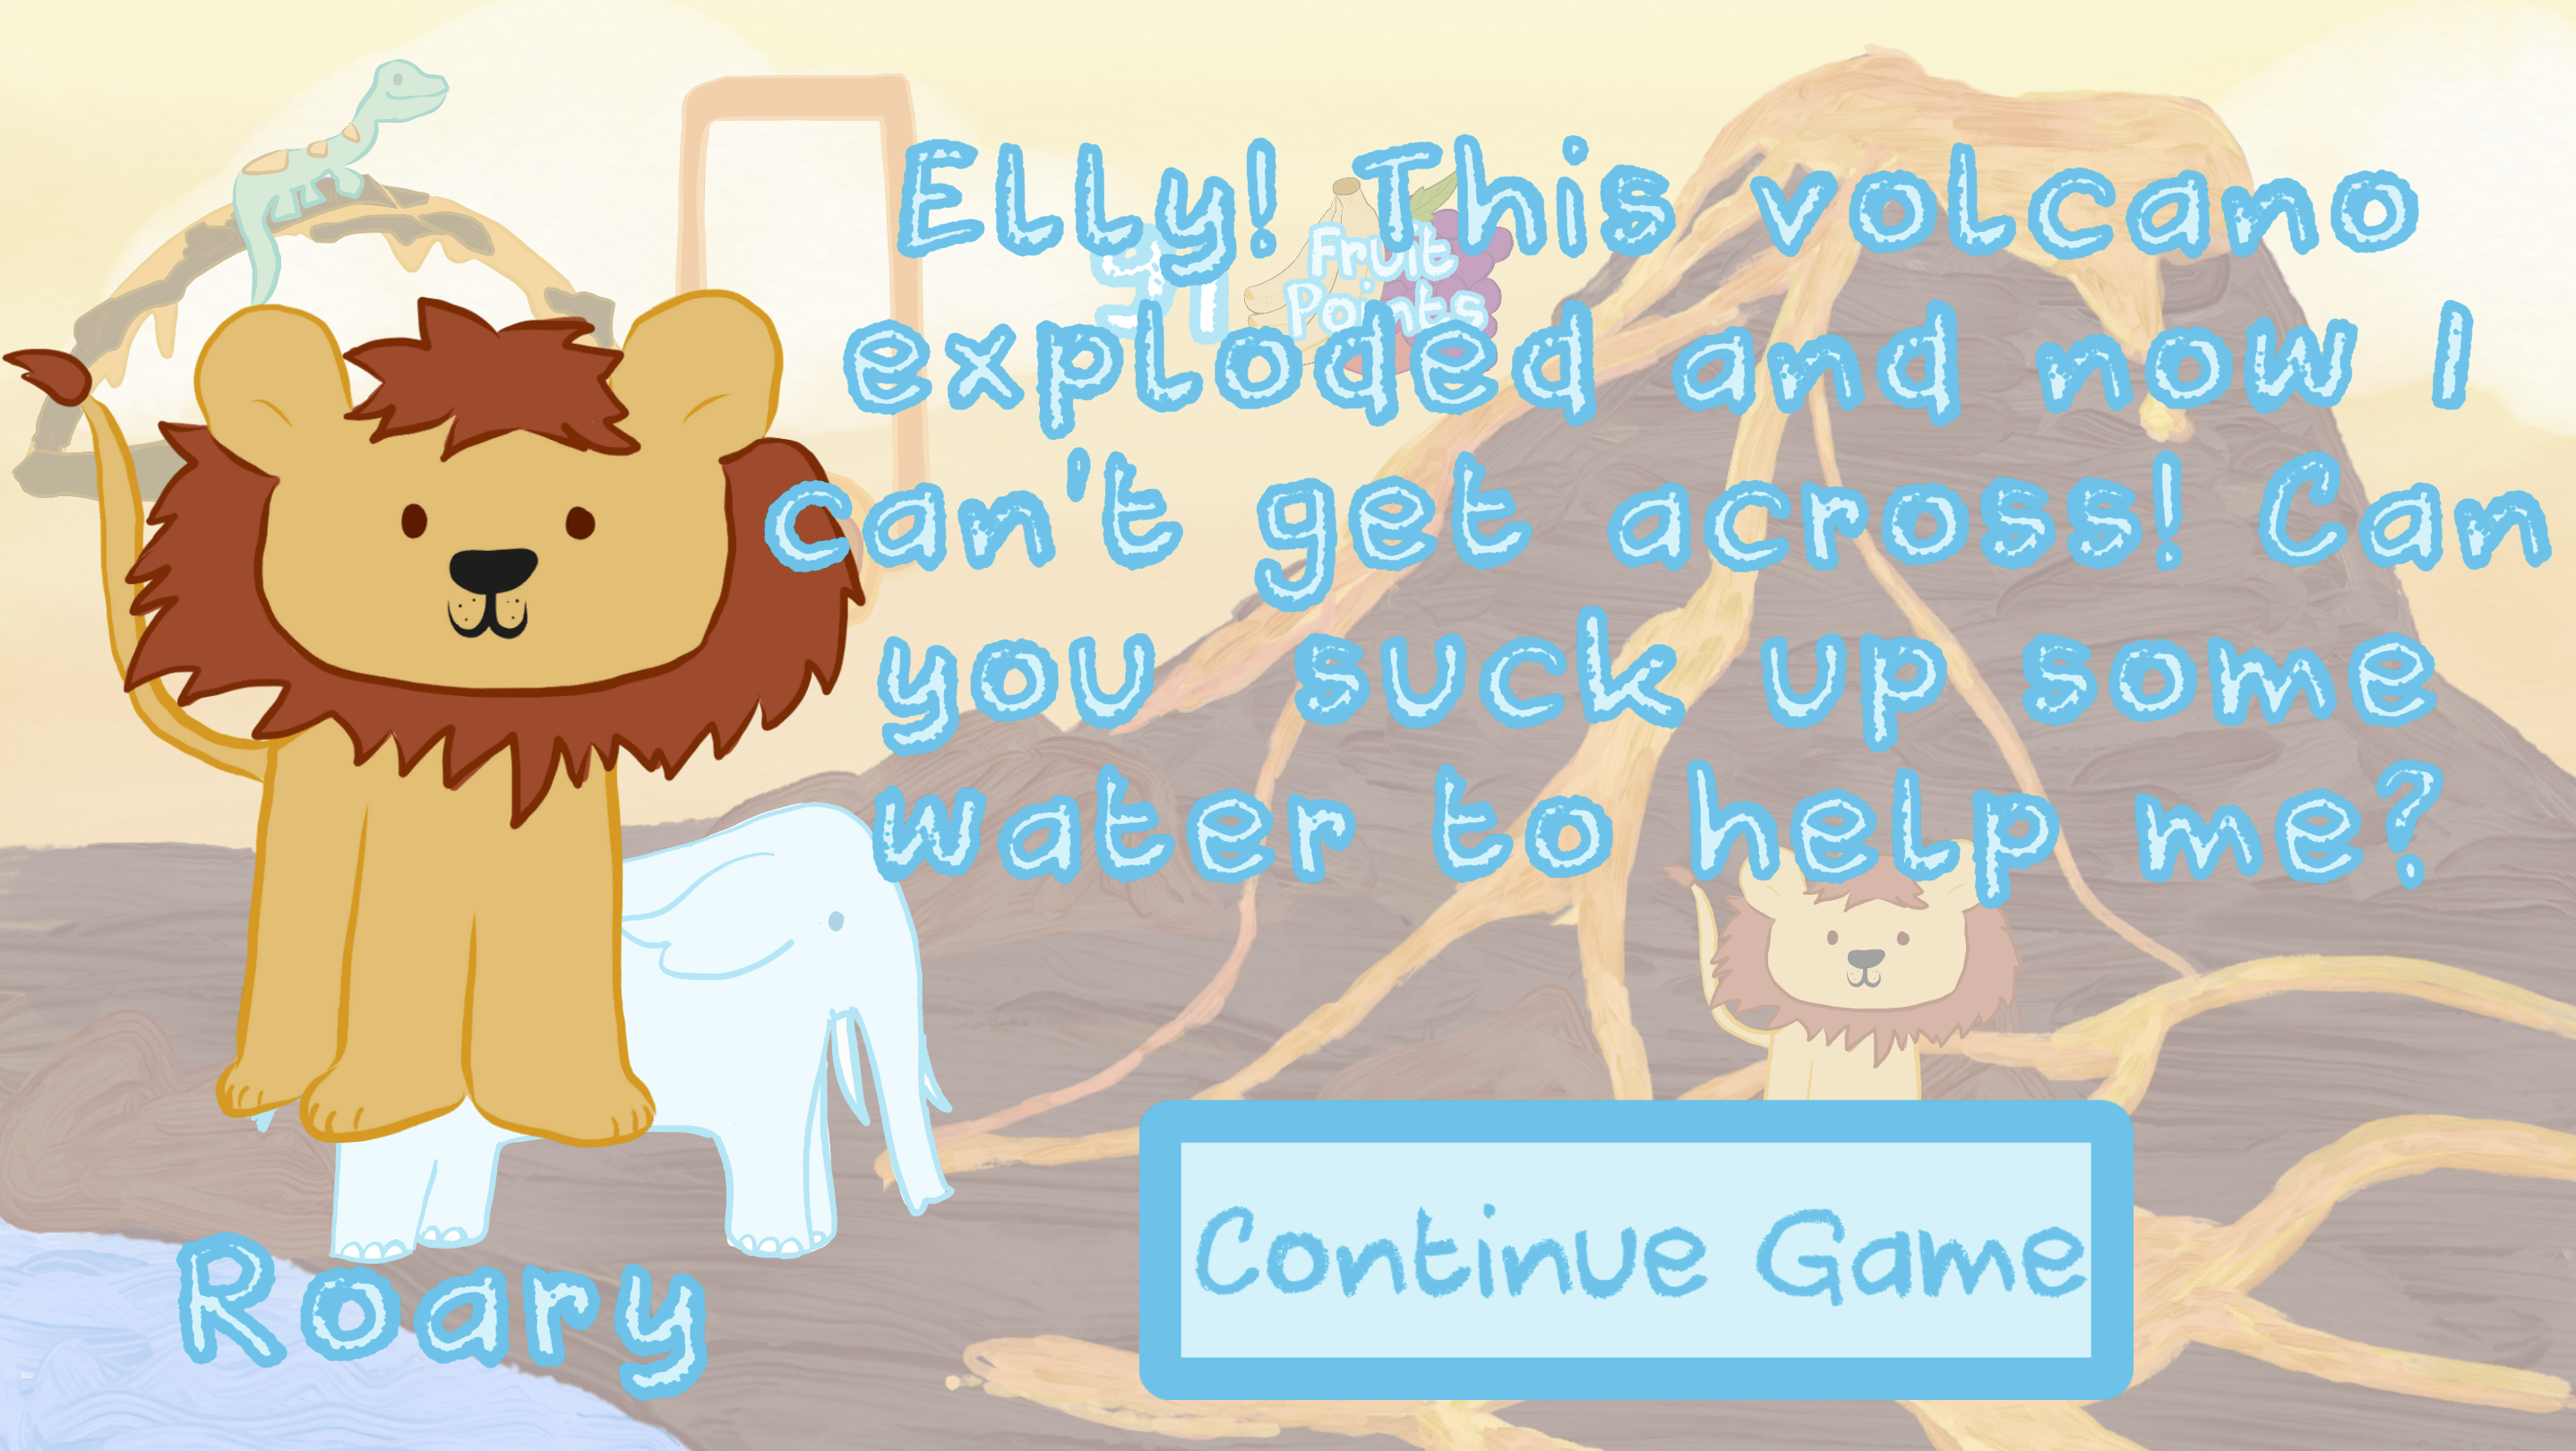 Elly! This volcano
exploded and now I
can't get across! Can
you suck up some
water to help me?
91
Fruit
Points
Roary
Continue Game